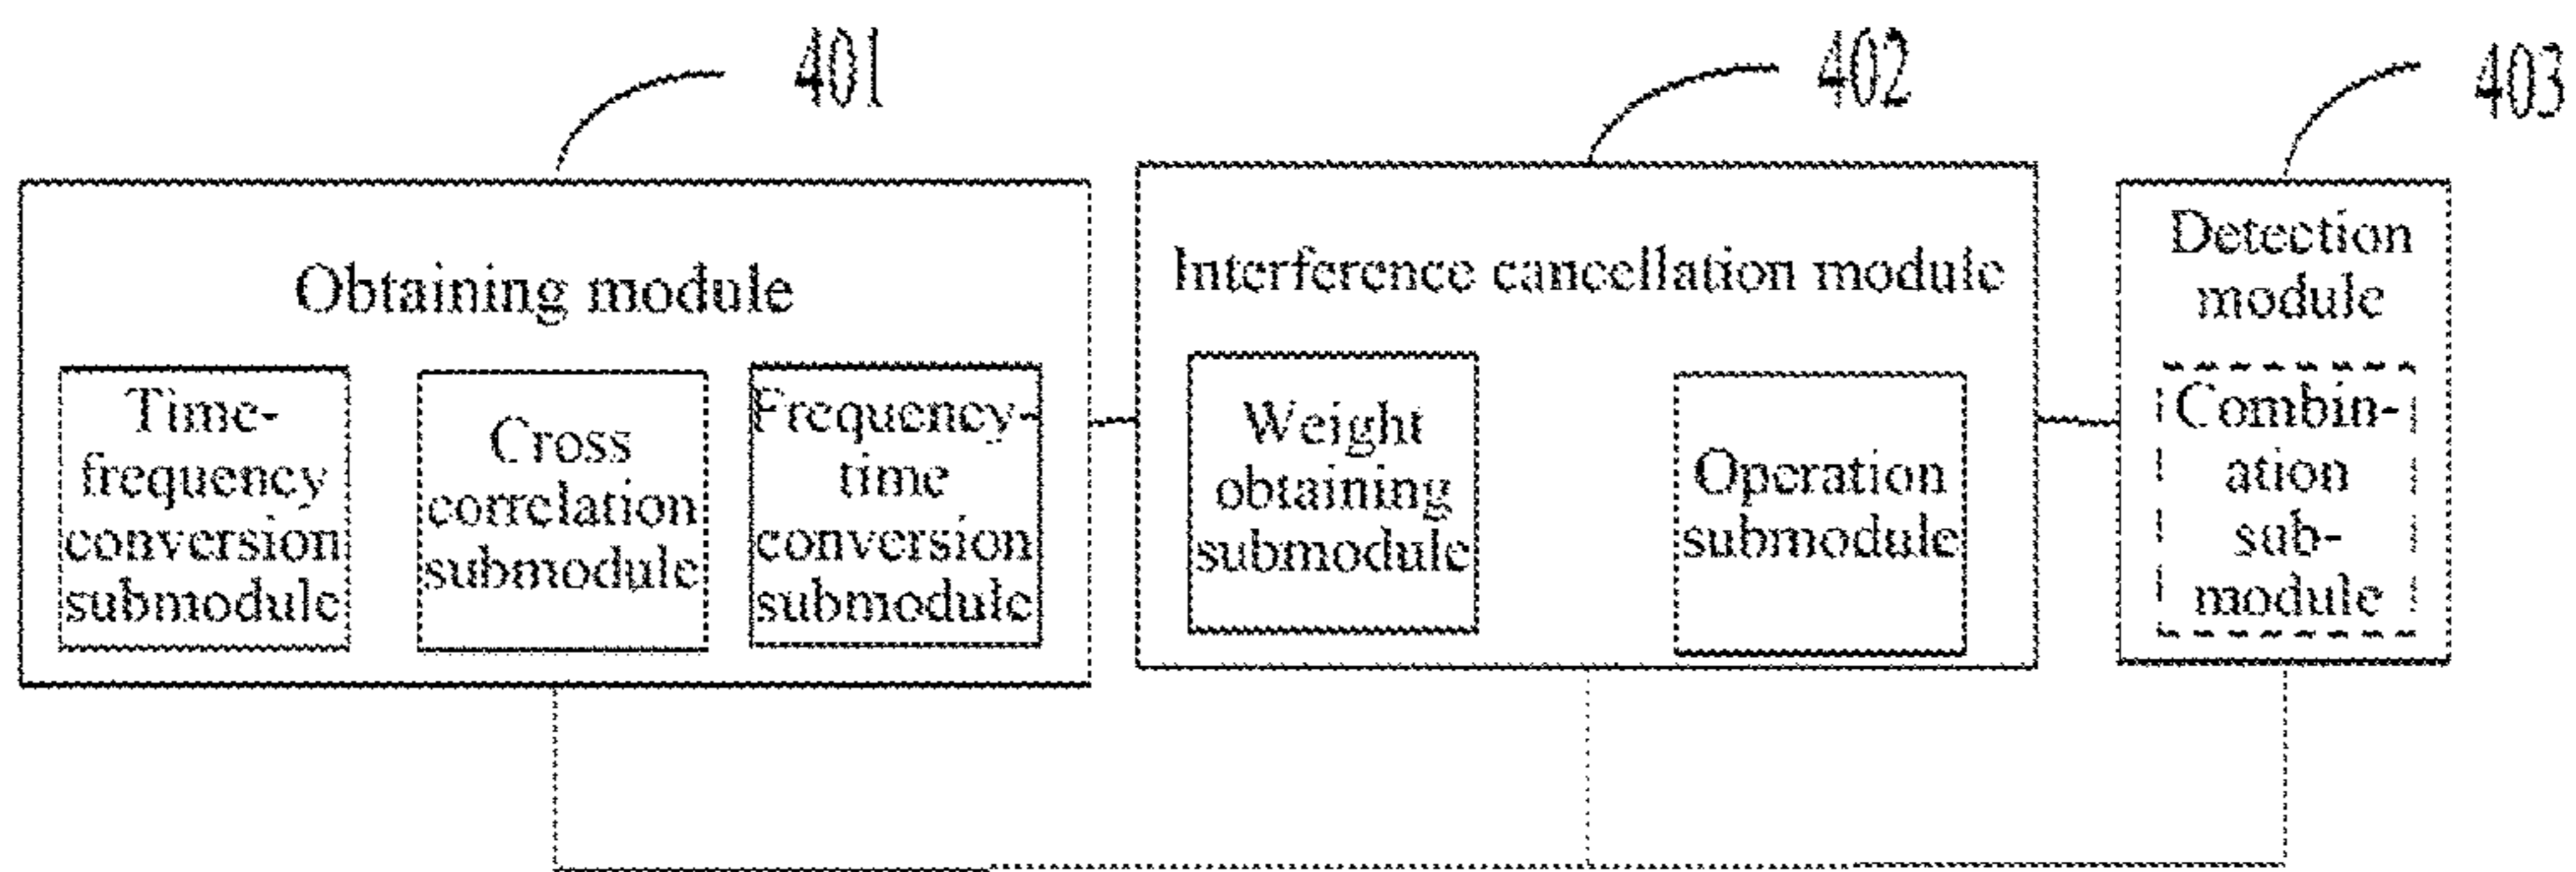 401
402
403
Obtaining module
Time-
frequency
conversion
submodule
Cross
correlation
submodule
Frequency-
time
conversion
submodule
Interference cancellation module
Weight
obtaining
submodule
Operation
submodule
Detection
module
Combin-
ation
sub-
module